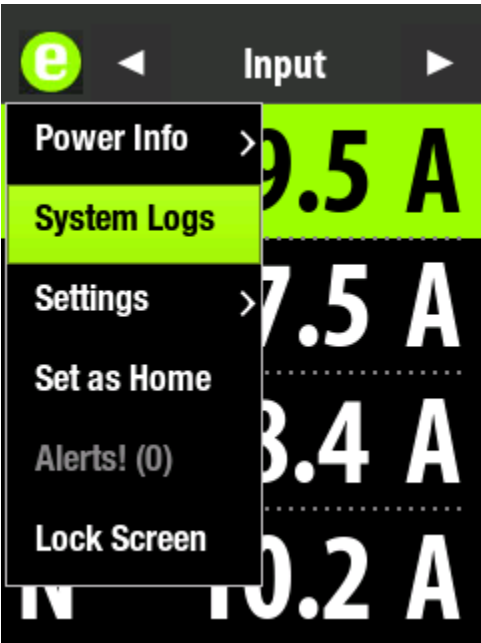 e ◄ Input ►
Power Info >
9.5 A
System Logs
Settings >
7.5 A
Set as Home
8.4 A
Alerts! (0)
Lock Screen
N 10.2 A